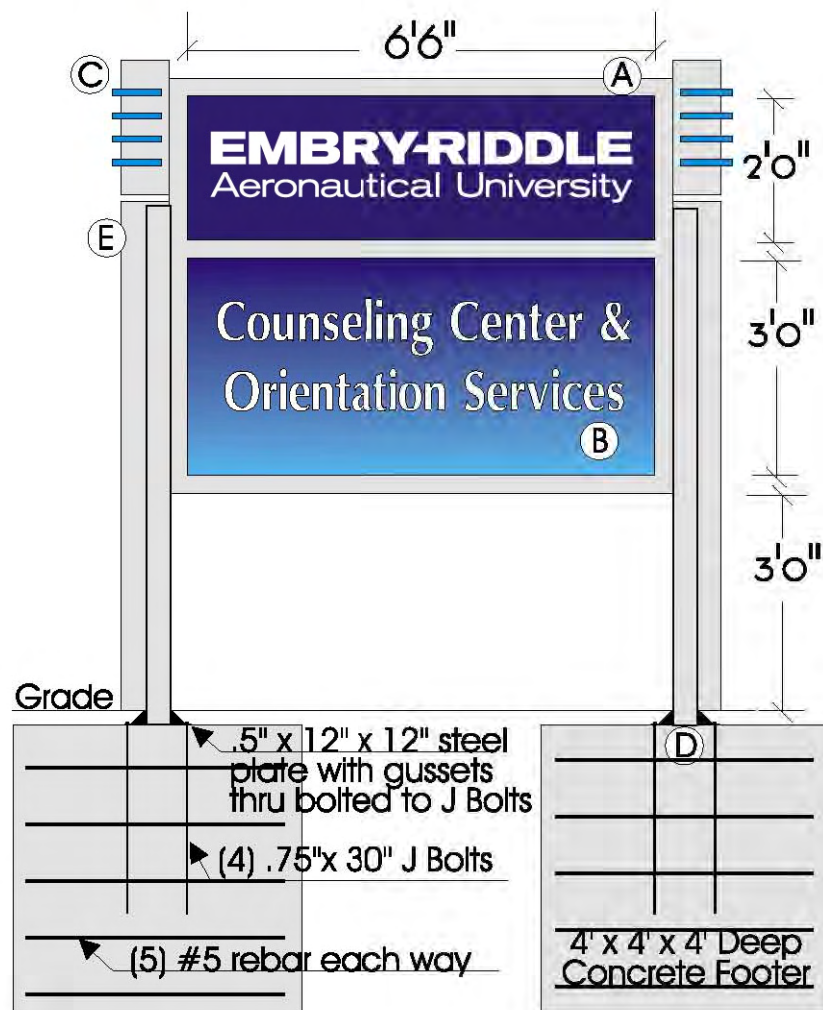 6'6"
C
A
EMBRY-RIDDLE
Aeronautical University
2'0"
E
Counseling Center &
Orientation Services
3'0"
B
3'0"
Grade
.5" x 12" x 12" steel
plate with gussets
thru bolted to J Bolts
D
(4) .75"x 30" J Bolts
(5) #5 rebar each way
4' x 4' x 4' Deep
Concrete Footer